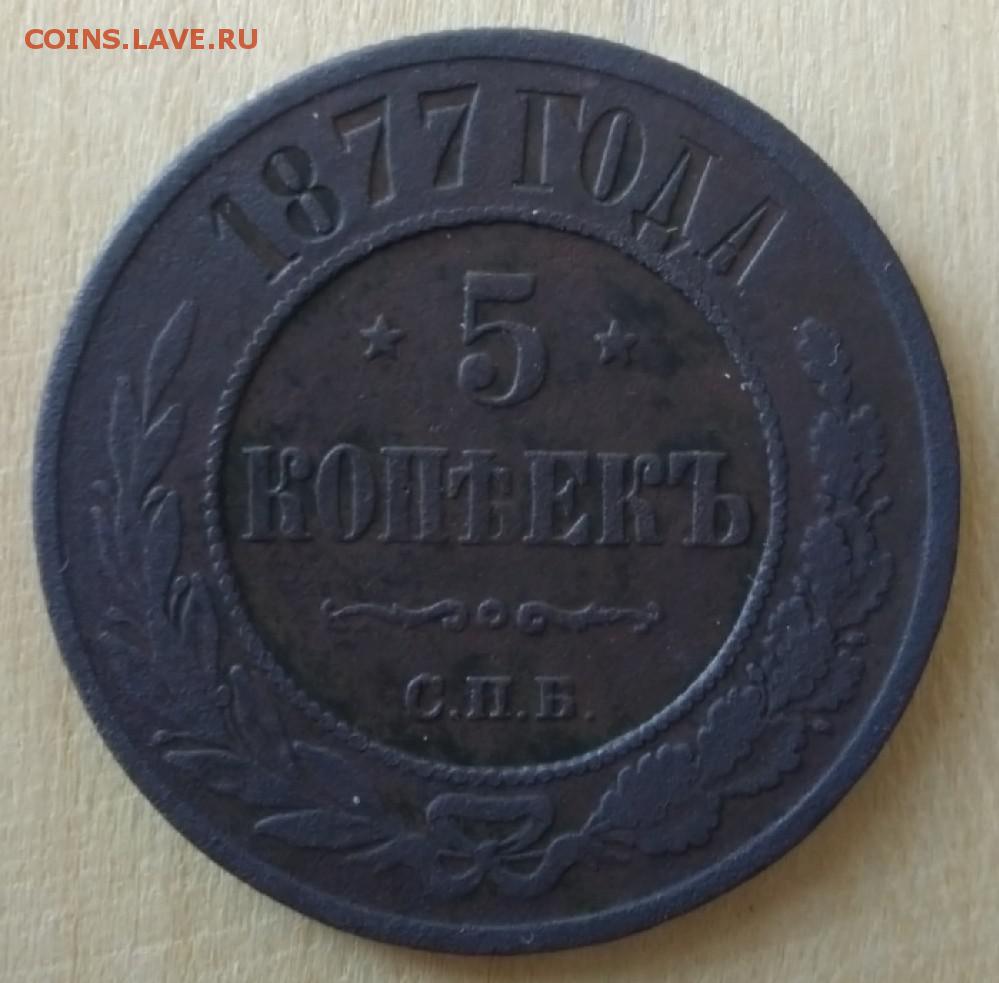 COINS.LAVE.RU
1877 ГОДА
5
КОПѢЕКЪ
С.П.Б.